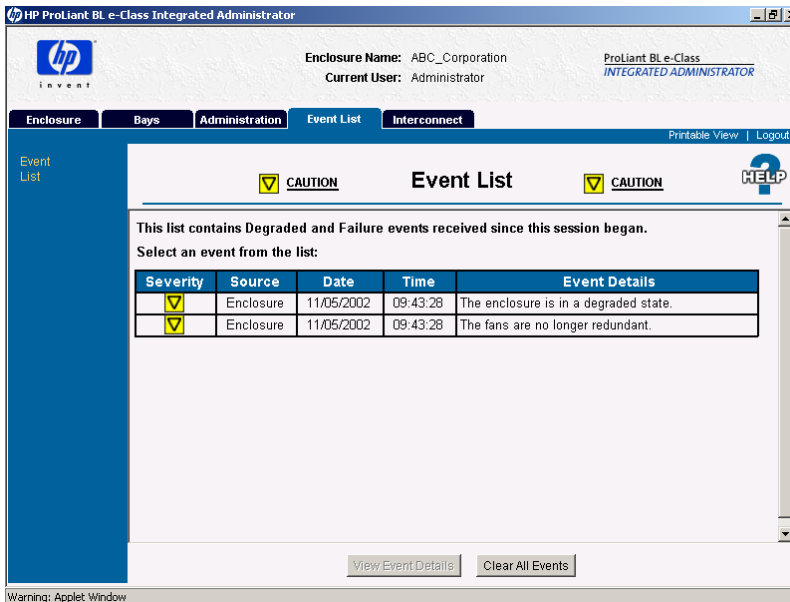 HP ProLiant BL e-Class Integrated Administrator
hp
invent
Enclosure Name: ABC_Corporation
Current User: Administrator
ProLiant BL e-Class
INTEGRATED ADMINISTRATOR
Enclosure Bays Administration Event List Interconnect
Printable View | Logout
Event
List
CAUTION Event List CAUTION HELP
This list contains Degraded and Failure events received since this session began.
Select an event from the list:
Severity Source Date Time Event Details
Enclosure 11/05/2002 09:43:28 The enclosure is in a degraded state.
Enclosure 11/05/2002 09:43:28 The fans are no longer redundant.
View Event Details Clear All Events
Warning: Applet Window